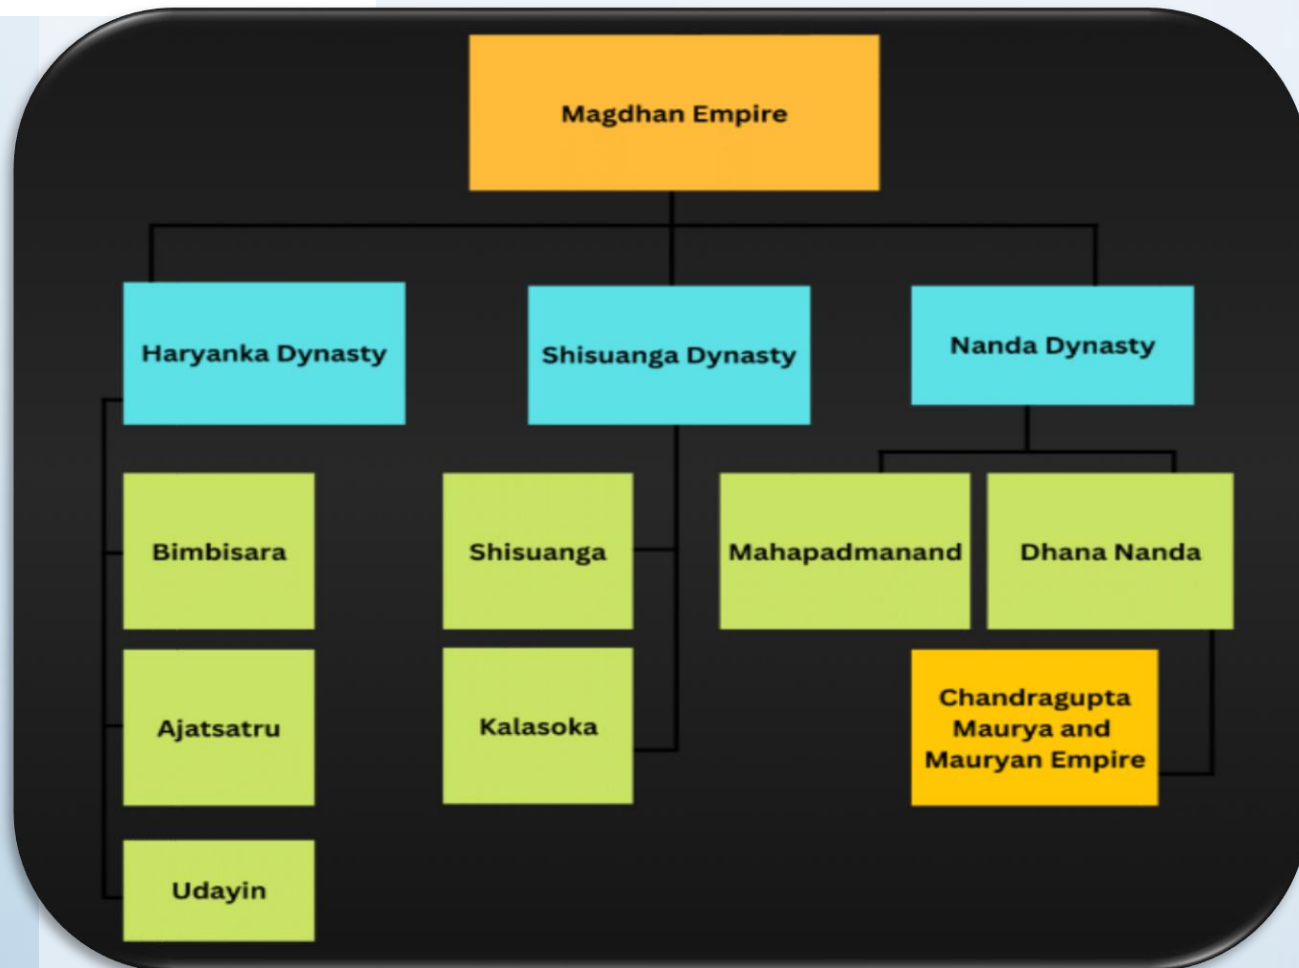 Magdhan Empire
Haryanka Dynasty
Shisuanga Dynasty
Nanda Dynasty
Bimbisara
Shisuanga
Mahapadmanand
Dhana Nanda
Ajatsatru
Kalasoka
Chandragupta
Maurya and
Mauryan Empire
Udayin